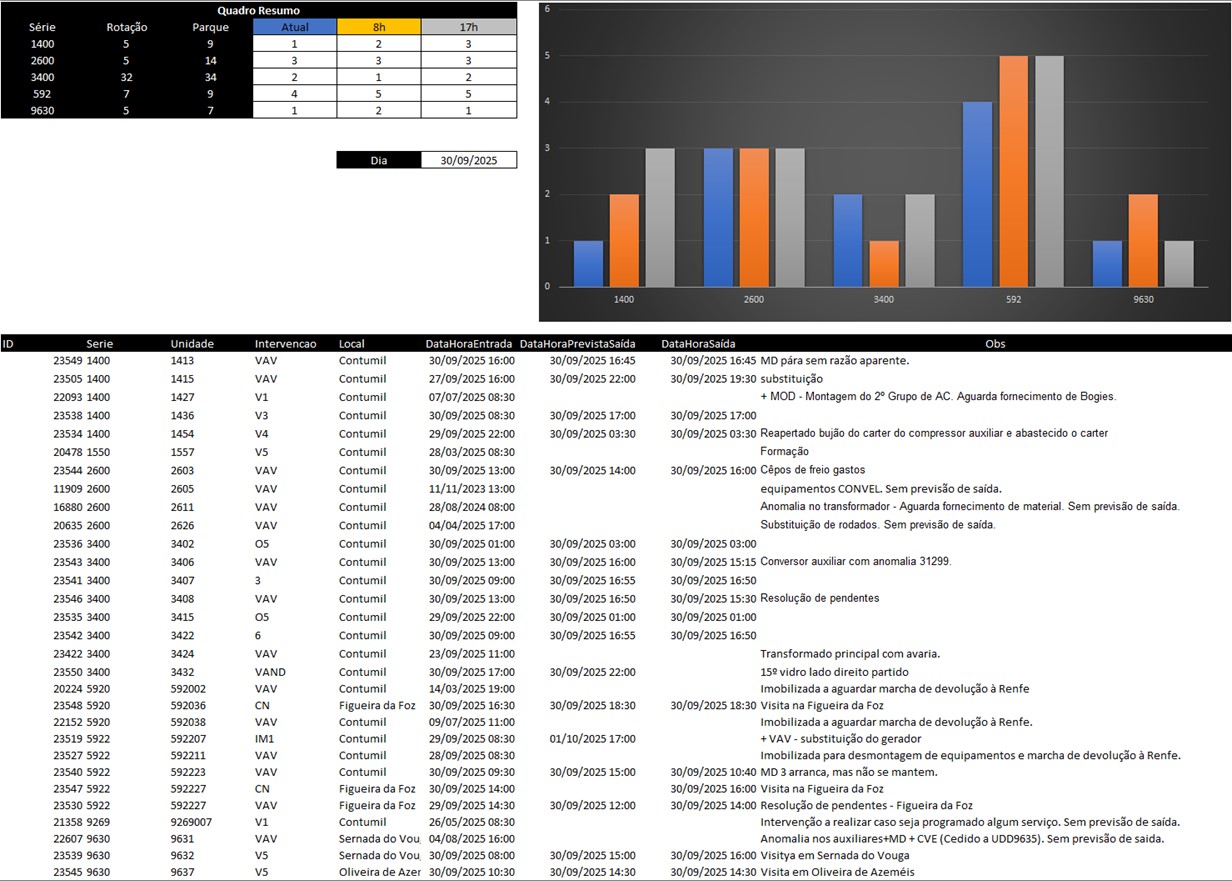 Quadro Resumo
Série Rotação Parque Atual 8h 17h
1400 5 9 1 2 3
2600 5 14 3 3 3
3400 32 34 2 1 2
592 7 9 4 5 5
9630 5 7 1 2 1
Dia 30/09/2025
6
5
4
3
2
1
0
1400 2600 3400 592 9630
ID Serie Unidade Intervencao Local DataHoraEntrada DataHoraPrevistaSaída DataHoraSaída Obs
23549 1400 1413 VAV Contumil 30/09/2025 16:00 30/09/2025 16:45 30/09/2025 16:45 MD pára sem razão aparente.
23505 1400 1415 VAV Contumil 27/09/2025 16:00 30/09/2025 22:00 30/09/2025 19:30 substituição
22093 1400 1427 V1 Contumil 07/07/2025 08:30 + MOD - Montagem do 2º Grupo de AC. Aguarda fornecimento de Bogies.
23538 1400 1436 V3 Contumil 30/09/2025 08:30 30/09/2025 17:00 30/09/2025 17:00
23534 1400 1454 V4 Contumil 29/09/2025 22:00 30/09/2025 03:30 30/09/2025 03:30 Reapertado bujão do carter do compressor auxiliar e abastecido o carter
20478 1550 1557 V5 Contumil 28/03/2025 08:30 Formação
23544 2600 2603 VAV Contumil 30/09/2025 13:00 30/09/2025 14:00 30/09/2025 16:00 Cêpos de freio gastos
11909 2600 2605 VAV Contumil 11/11/2023 13:00 equipamentos CONVEL. Sem previsão de saída.
16880 2600 2611 VAV Contumil 28/08/2024 08:00 Anomalia no transformador - Aguarda fornecimento de material. Sem previsão de saída.
20635 2600 2626 VAV Contumil 04/04/2025 17:00 Substituição de rodados. Sem previsão de saída.
23536 3400 3402 O5 Contumil 30/09/2025 01:00 30/09/2025 03:00 30/09/2025 03:00
23543 3400 3406 VAV Contumil 30/09/2025 13:00 30/09/2025 16:00 30/09/2025 15:15 Conversor auxiliar com anomalia 31299.
23541 3400 3407 3 Contumil 30/09/2025 09:00 30/09/2025 16:55 30/09/2025 16:50
23546 3400 3408 VAV Contumil 30/09/2025 13:00 30/09/2025 16:50 30/09/2025 15:30 Resolução de pendentes
23535 3400 3415 O5 Contumil 29/09/2025 22:00 30/09/2025 01:00 30/09/2025 01:00
23542 3400 3422 6 Contumil 30/09/2025 09:00 30/09/2025 16:55 30/09/2025 16:50
23422 3400 3424 VAV Contumil 23/09/2025 11:00 Transformado principal com avaria.
23550 3400 3432 VAND Contumil 30/09/2025 17:00 30/09/2025 22:00 15º vidro lado direito partido
20224 5920 592002 VAV Contumil 14/03/2025 19:00 Imobilizada a aguardar marcha de devolução à Renfe
23548 5920 592036 CN Figueira da Foz 30/09/2025 16:30 30/09/2025 18:30 30/09/2025 18:30 Visita na Figueira da Foz
22152 5920 592038 VAV Contumil 09/07/2025 11:00 Imobilizada a aguardar marcha de devolução à Renfe.
23519 5922 592207 IM1 Contumil 29/09/2025 08:30 01/10/2025 17:00 + VAV - substituição do gerador
23527 5922 592211 VAV Contumil 28/09/2025 08:30 Imobilizada para desmontagem de equipamentos e marcha de devolução à Renfe.
23540 5922 592223 VAV Contumil 30/09/2025 09:30 30/09/2025 15:00 30/09/2025 10:40 MD 3 arranca, mas não se mantem.
23547 5922 592227 CN Figueira da Foz 30/09/2025 14:00 30/09/2025 16:00 Visita na Figueira da Foz
23530 5922 592227 VAV Figueira da Foz 29/09/2025 14:30 30/09/2025 12:00 30/09/2025 14:00 Resolução de pendentes - Figueira da Foz
21358 9269 9269007 V1 Contumil 26/05/2025 08:30 Intervenção a realizar caso seja programado algum serviço. Sem previsão de saída.
22607 9630 9631 VAV Sernada do Vou 04/08/2025 16:00 Anomalia nos auxiliares+MD + CVE (Cedido a UDD9635). Sem previsão de saida.
23539 9630 9632 V5 Sernada do Vou 30/09/2025 08:00 30/09/2025 15:00 30/09/2025 16:00 Visitya em Sernada do Vouga
23545 9630 9637 V5 Oliveira de Azer 30/09/2025 10:30 30/09/2025 14:30 30/09/2025 14:30 Visita em Oliveira de Azeméis